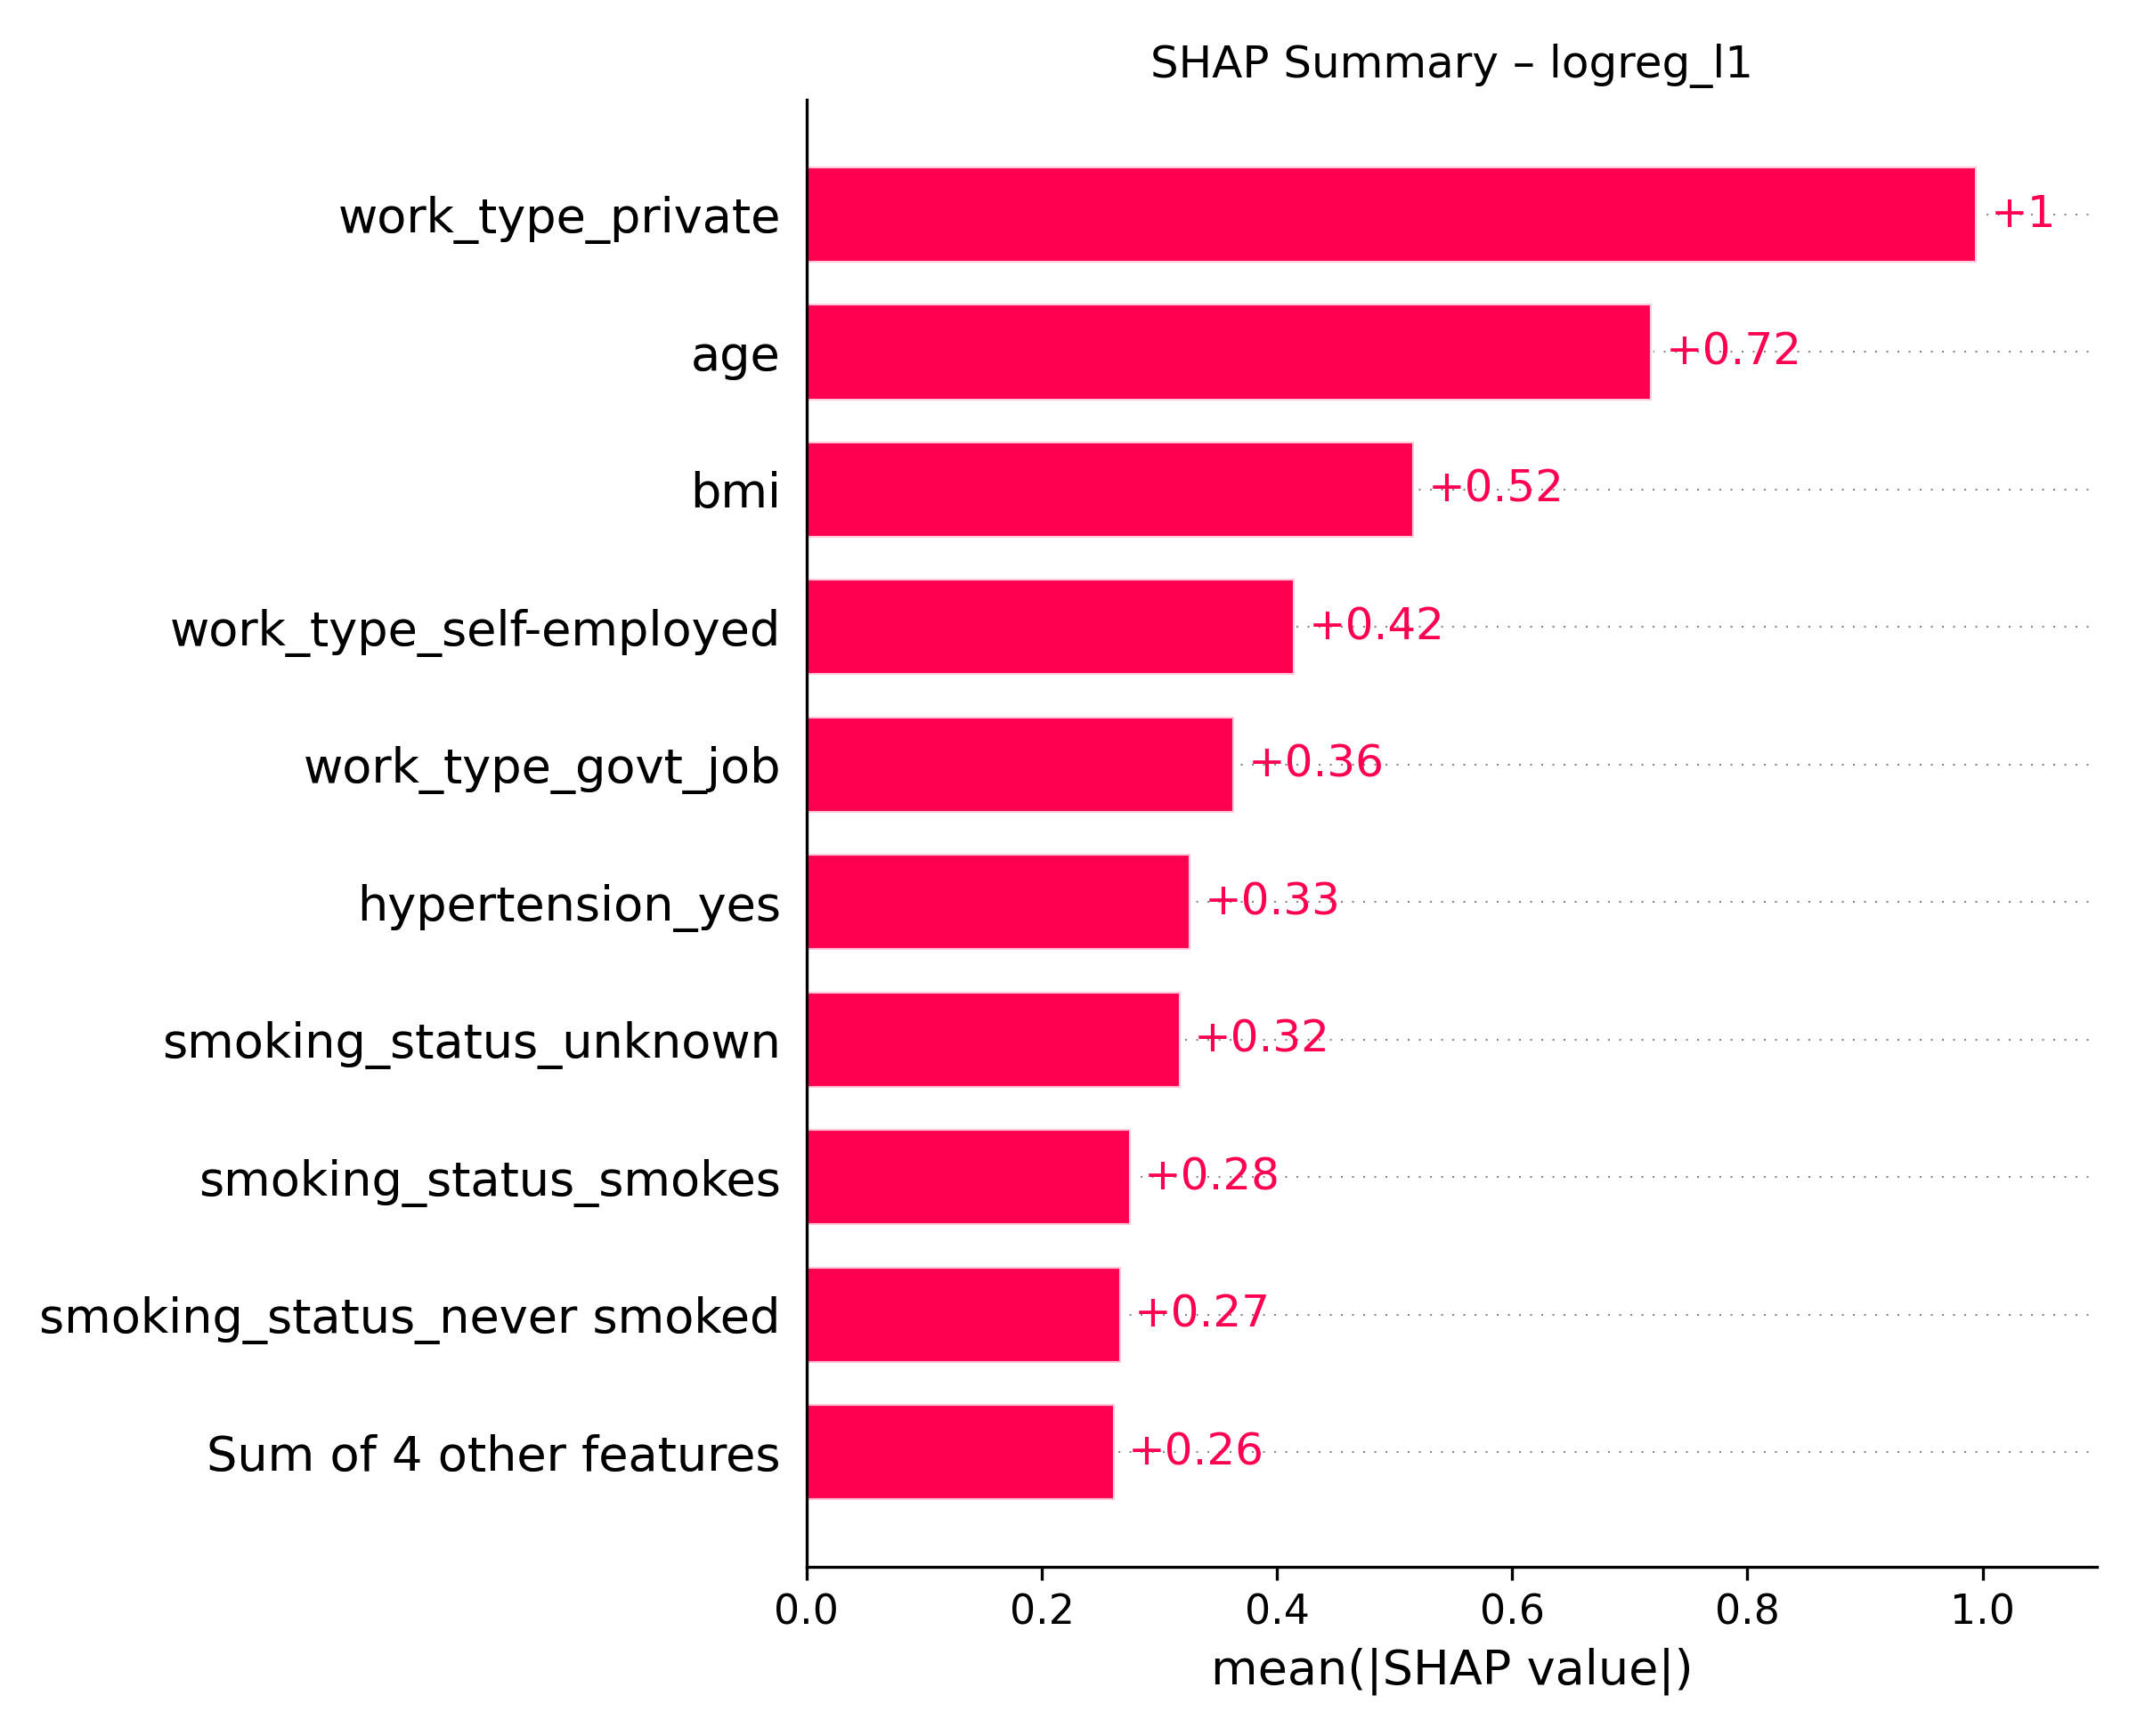 SHAP Summary – logreg_l1
work_type_private +1
age +0.72
bmi +0.52
work_type_self-employed +0.42
work_type_govt_job +0.36
hypertension_yes +0.33
smoking_status_unknown +0.32
smoking_status_smokes +0.28
smoking_status_never smoked +0.27
Sum of 4 other features +0.26
0.0 0.2 0.4 0.6 0.8 1.0
mean(|SHAP value|)